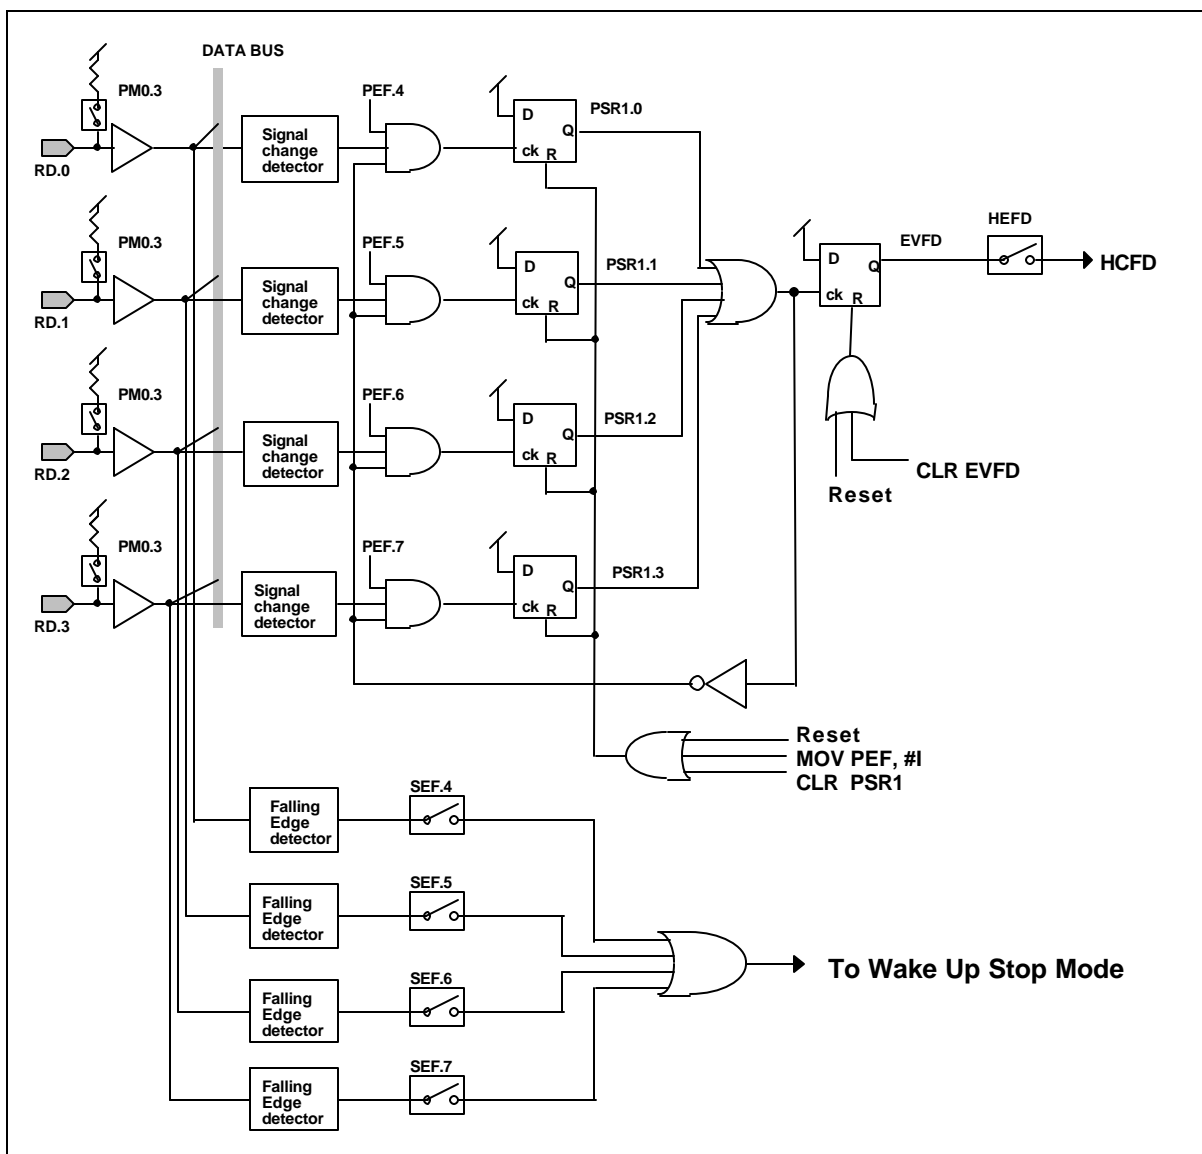 DATA BUS
PM0.3
RD.0
Signal
change
detector
PEF.4
D
Q
ck
R
PSR1.0
PM0.3
RD.1
Signal
change
detector
PEF.5
D
Q
ck
R
PSR1.1
PM0.3
RD.2
Signal
change
detector
PEF.6
D
Q
ck
R
PSR1.2
PM0.3
RD.3
Signal
change
detector
PEF.7
D
Q
ck
R
PSR1.3
D
Q
ck
R
EVFD
HEFD
HCFD
CLR EVFD
Reset
Reset
MOV PEF, #I
CLR PSR1
Falling
Edge
detector
SEF.4
Falling
Edge
detector
SEF.5
Falling
Edge
detector
SEF.6
Falling
Edge
detector
SEF.7
To Wake Up Stop Mode